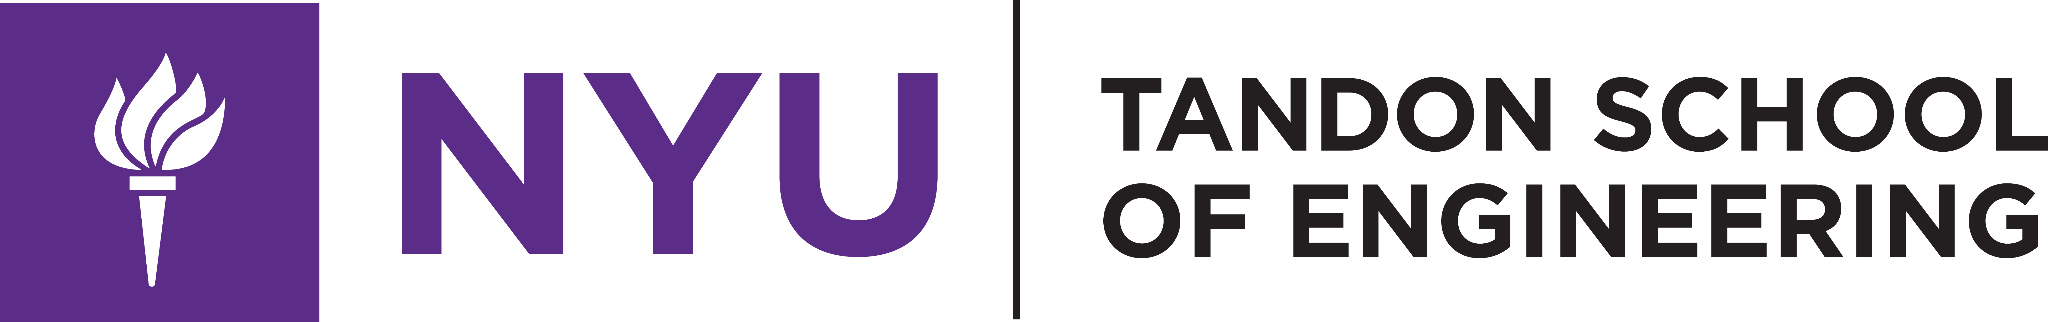 NYU
TANDON SCHOOL
OF ENGINEERING